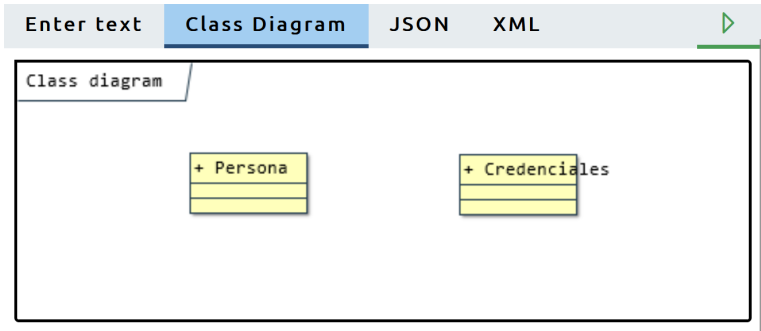 Enter text Class Diagram JSON XML
Class diagram
+ Persona
+ Credenciales